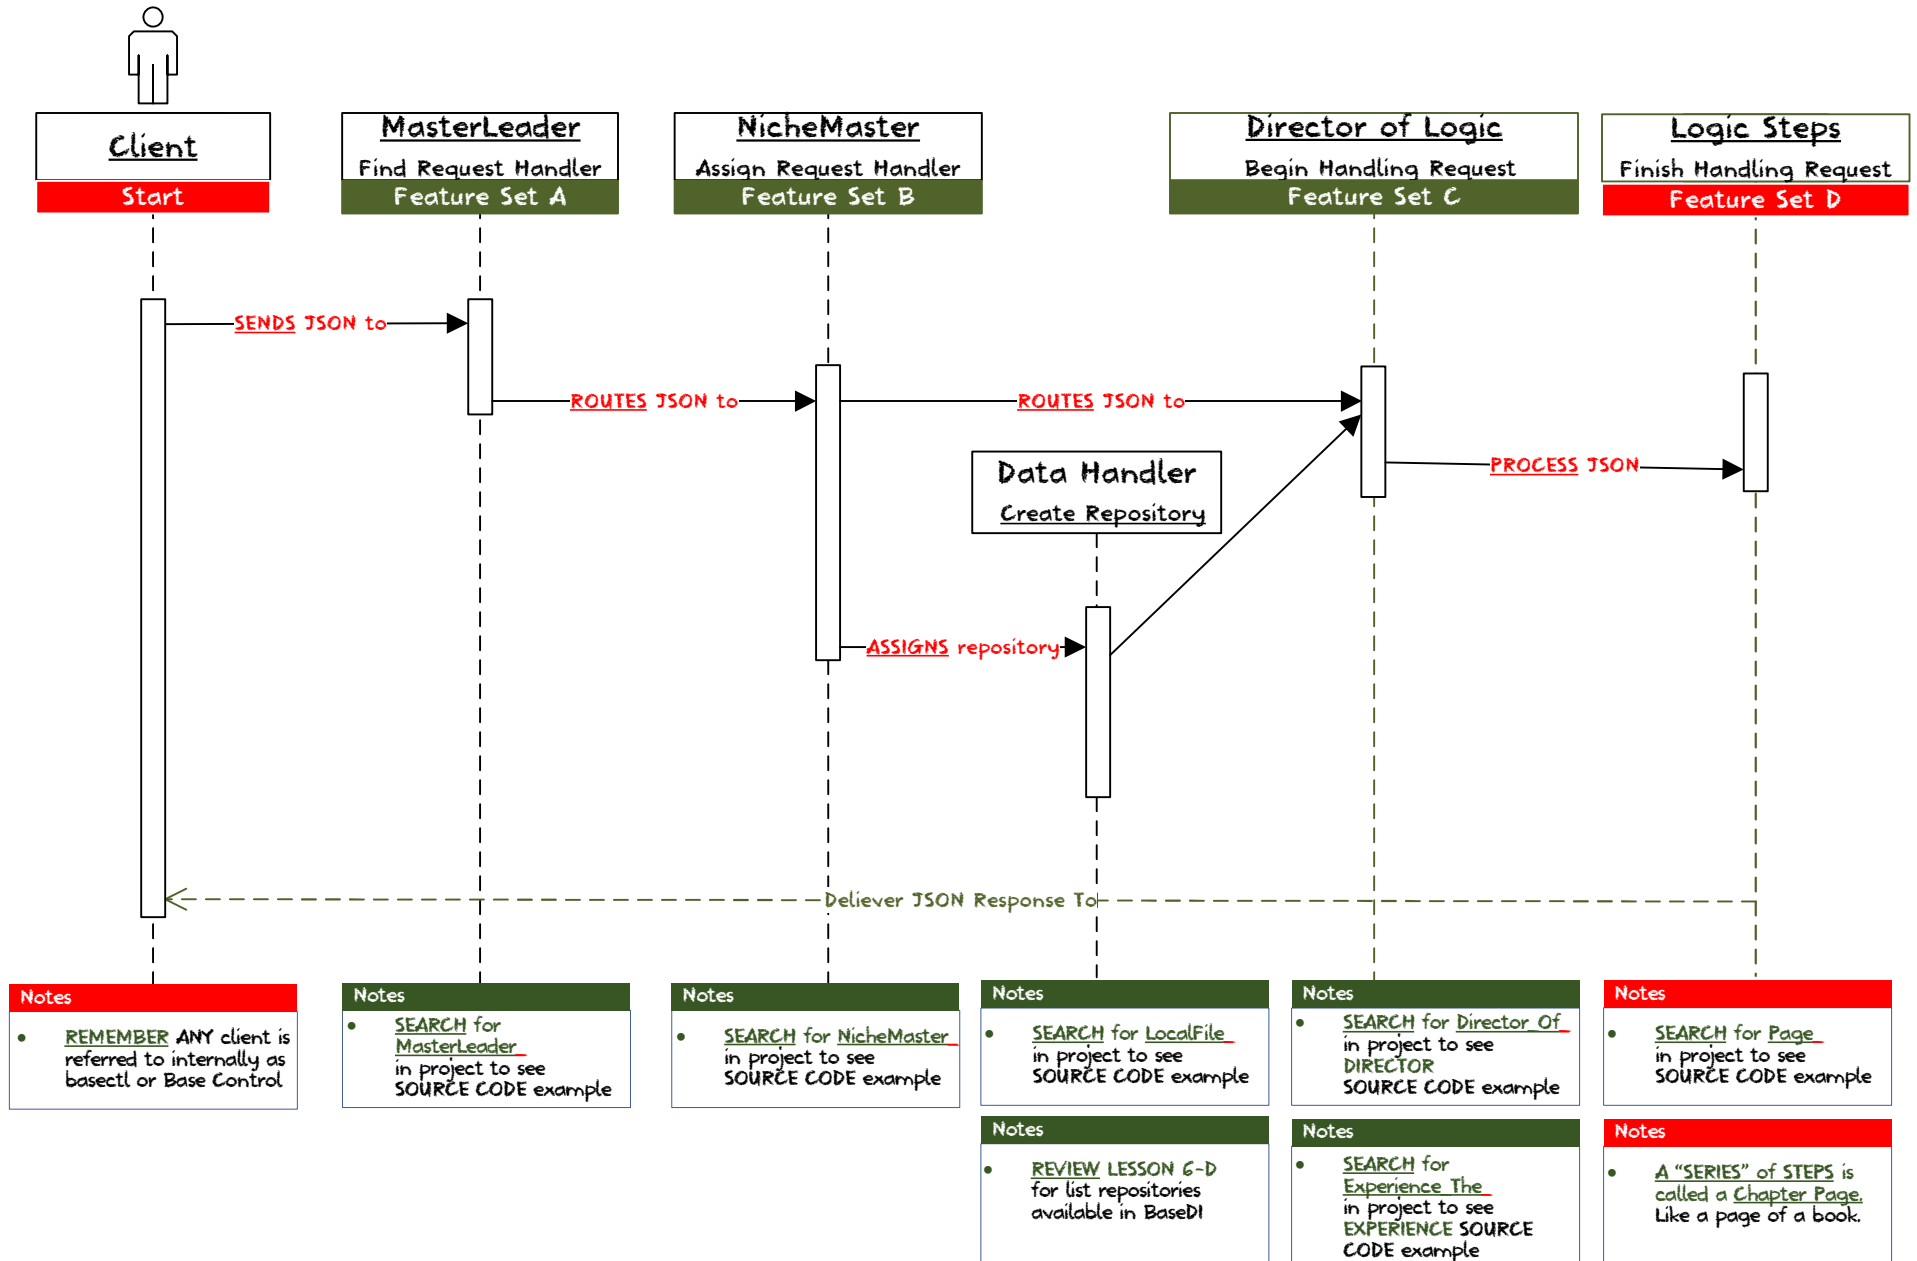 Client
Start
MasterLeader
Find Request Handler
Feature Set A
NicheMaster
Assign Request Handler
Feature Set B
Director of Logic
Begin Handling Request
Feature Set C
Logic Steps
Finish Handling Request
Feature Set D
SENDS JSON to
ROUTES JSON to
ROUTES JSON to
PROCESS JSON
Data Handler
Create Repository
ASSIGNS repository
Deliever JSON Response To
Notes
• REMEMBER ANY client is
referred to internally as
basectl or Base Control
Notes
• SEARCH for
MasterLeader_
in project to see
SOURCE CODE example
Notes
• SEARCH for NicheMaster_
in project to see
SOURCE CODE example
Notes
• SEARCH for LocalFile_
in project to see
SOURCE CODE example
Notes
• SEARCH for Director_Of_
in project to see
DIRECTOR
SOURCE CODE example
Notes
• SEARCH for Page_
in project to see
SOURCE CODE example
Notes
• REVIEW LESSON 6-D
for list repositories
available in BaseDI
Notes
• SEARCH for
Experience_The_
in project to see
EXPERIENCE SOURCE
CODE example
Notes
• A “SERIES” of STEPS is
called a Chapter Page.
Like a page of a book.